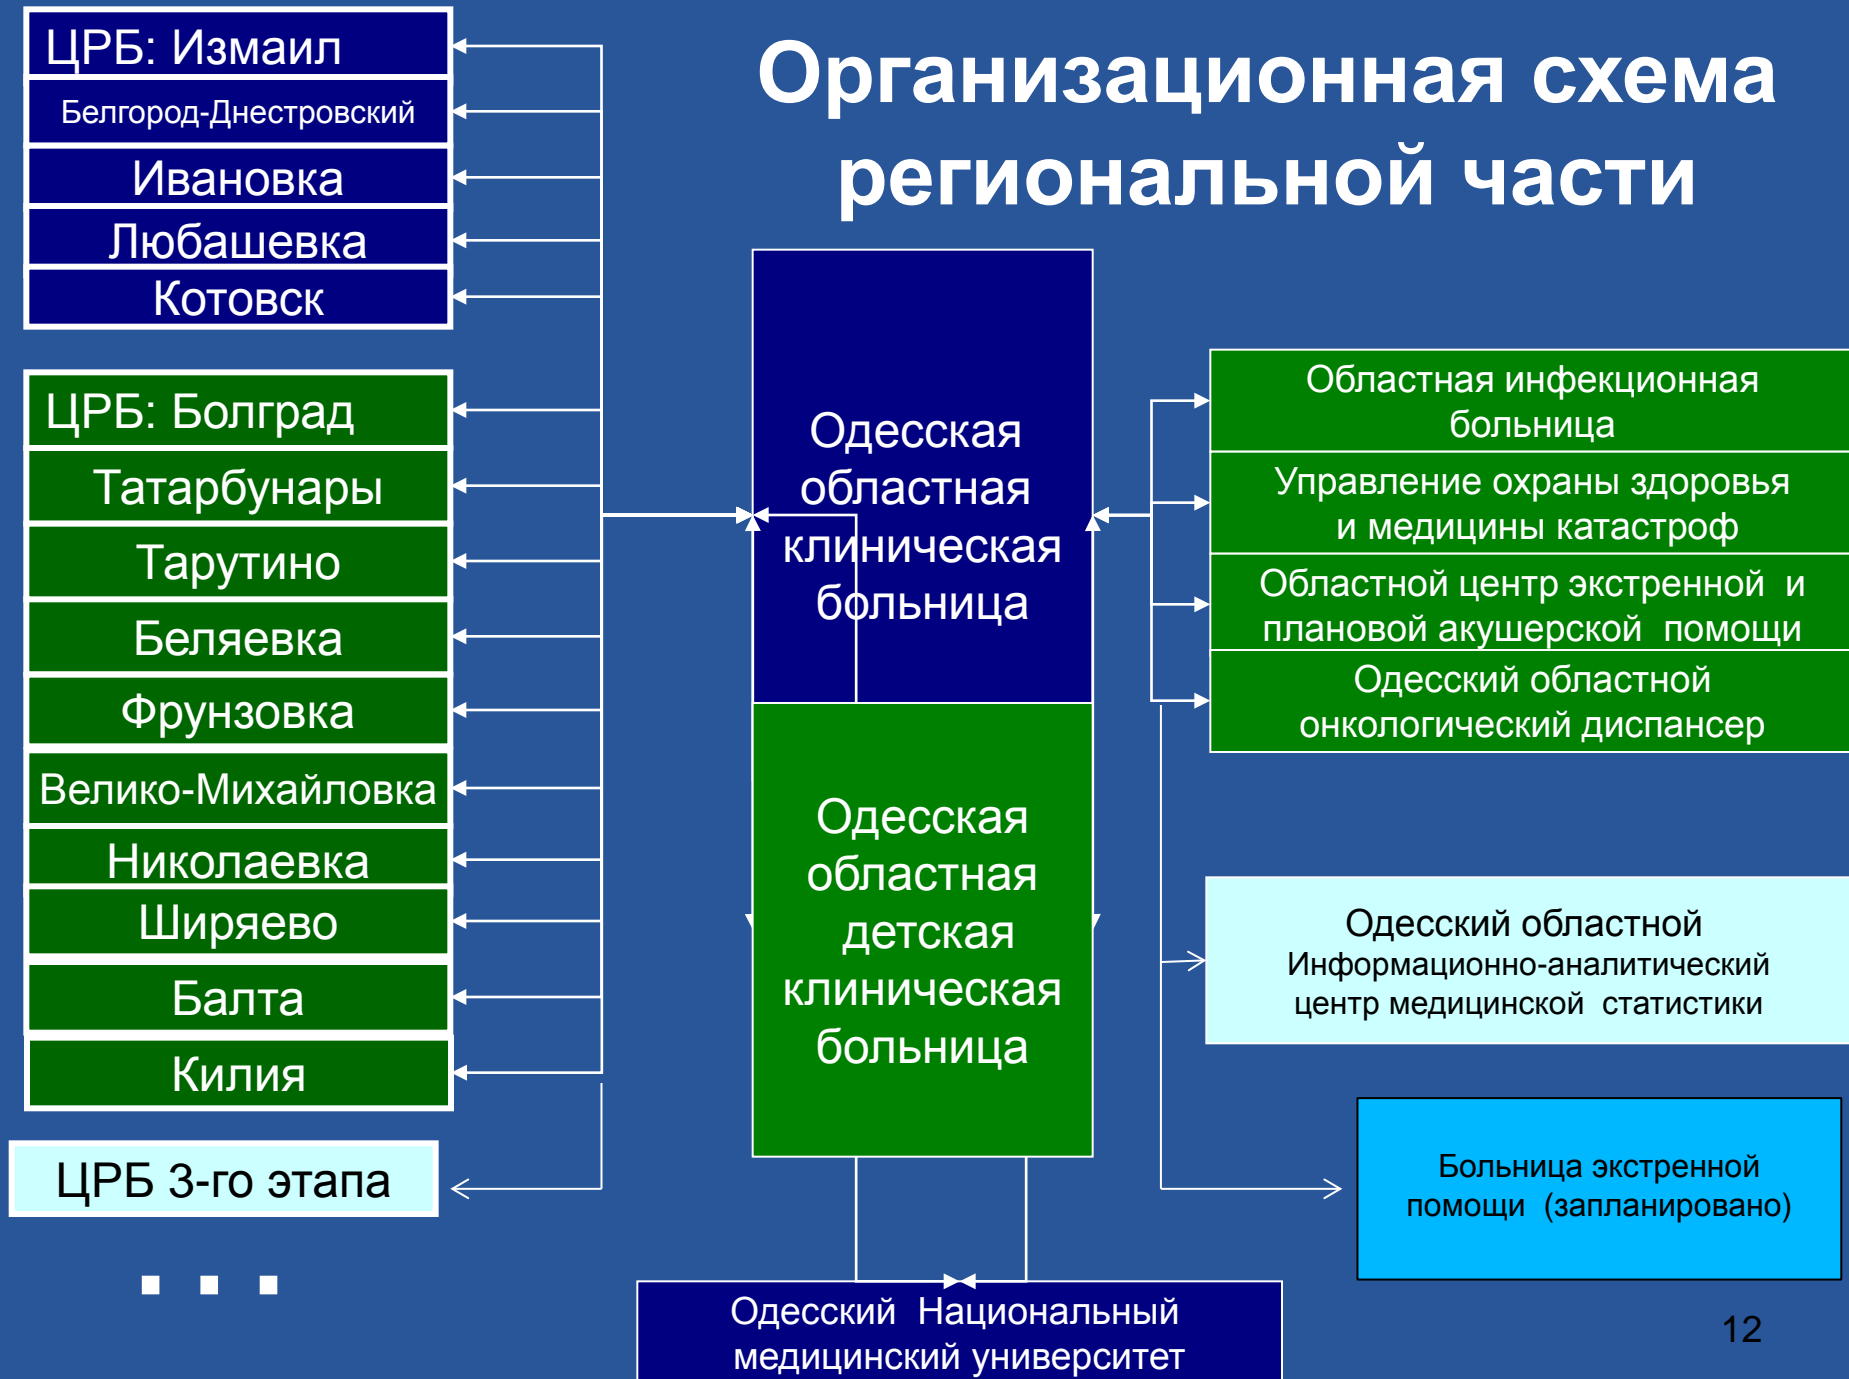 Организационная схема
региональной части
ЦРБ: Измаил
Белгород-Днестровский
Ивановка
Любашевка
Котовск
ЦРБ: Болград
Татарбунары
Тарутино
Беляевка
Фрунзовка
Велико-Михайловка
Николаевка
Ширяево
Балта
Килия
ЦРБ 3-го этапа
. . .
Одесская
областная
клиническая
больница
Одесская
областная
детская
клиническая
больница
Областная инфекционная
больница
Управление охраны здоровья
и медицины катастроф
Областной центр экстренной и
плановой акушерской помощи
Одесский областной
онкологический диспансер
Одесский областной
Информационно-аналитический
центр медицинской статистики
Больница экстренной
помощи (запланировано)
Одесский Национальный
медицинский университет
12